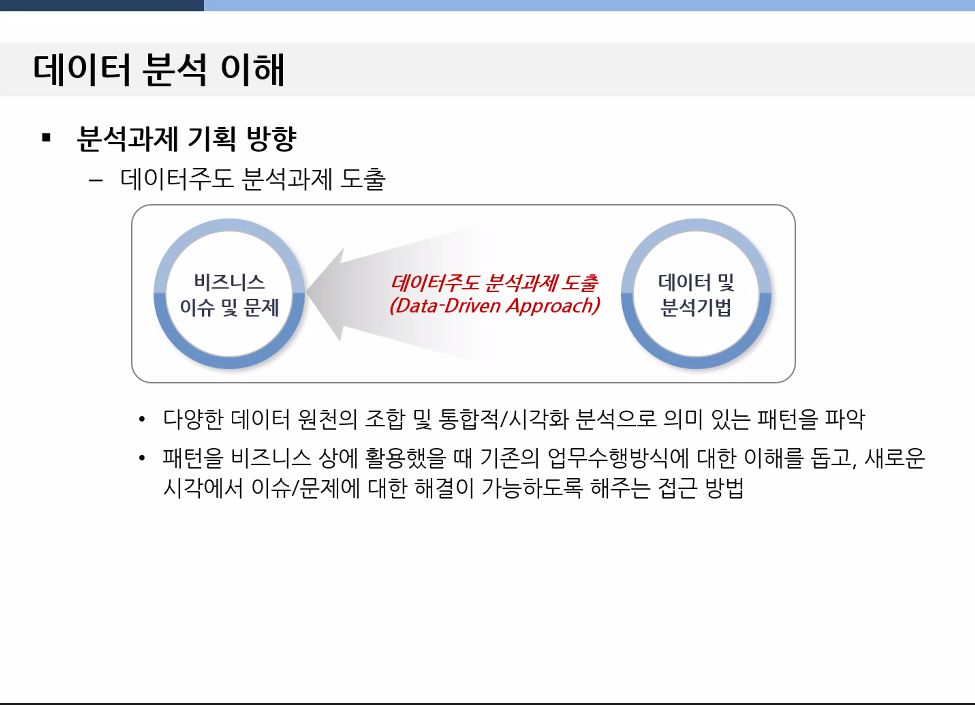 데이터 분석 이해
▪ 분석과제 기획 방향
– 데이터주도 분석과제 도출
비즈니스
이슈 및 문제
데이터주도 분석과제 도출
(Data-Driven Approach)
데이터 및
분석기법
• 다양한 데이터 원천의 조합 및 통합적/시각화 분석으로 의미 있는 패턴을 파악
• 패턴을 비즈니스 상에 활용했을 때 기존의 업무수행방식에 대한 이해를 돕고, 새로운
시각에서 이슈/문제에 대한 해결이 가능하도록 해주는 접근 방법